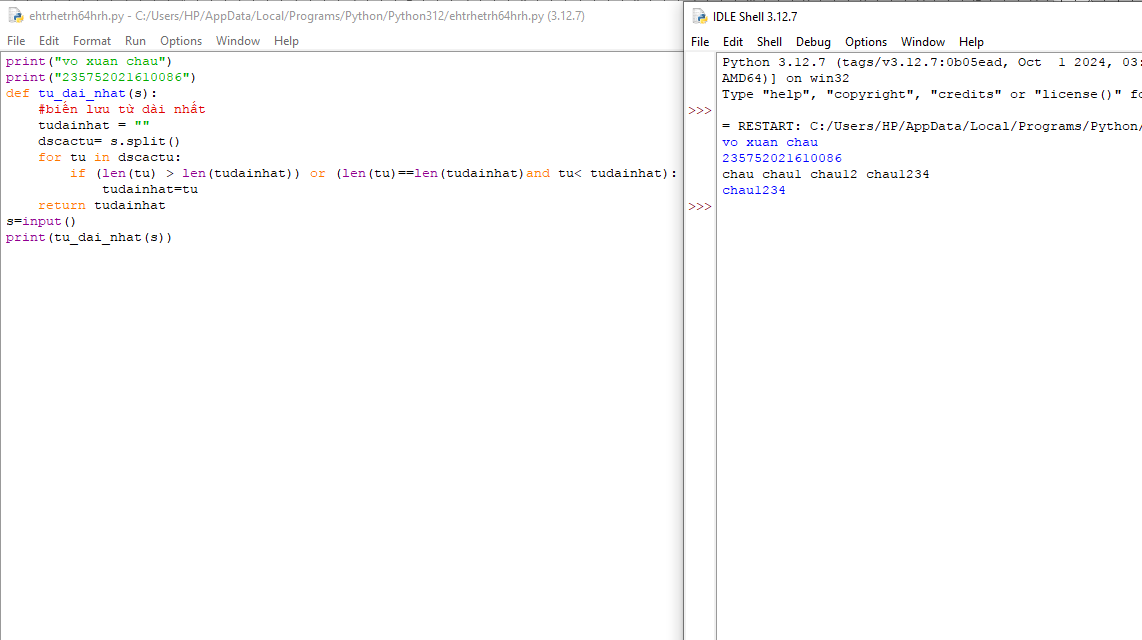 ehtrhetrh64hrh.py - C:/Users/HP/AppData/Local/Programs/Python/Python312/ehtrhetrh64hrh.py (3.12.7)
File Edit Format Run Options Window Help
print("vo xuan chau")
print("235752021610086")
def tu_dai_nhat(s):
    #biến lưu từ dài nhất
    tudainhat = ""
    dscactu= s.split()
    for tu in dscactu:
        if (len(tu) > len(tudainhat)) or (len(tu)==len(tudainhat)and tu< tudainhat):
            tudainhat=tu
    return tudainhat
s=input()
print(tu_dai_nhat(s))
IDLE Shell 3.12.7
File Edit Shell Debug Options Window Help
Python 3.12.7 (tags/v3.12.7:0b05ead, Oct  1 2024, 03:
AMD64)] on win32
Type "help", "copyright", "credits" or "license()" fo
>>>
= RESTART: C:/Users/HP/AppData/Local/Programs/Python/
vo xuan chau
235752021610086
chau chau1 chau12 chau1234
chau1234
>>>